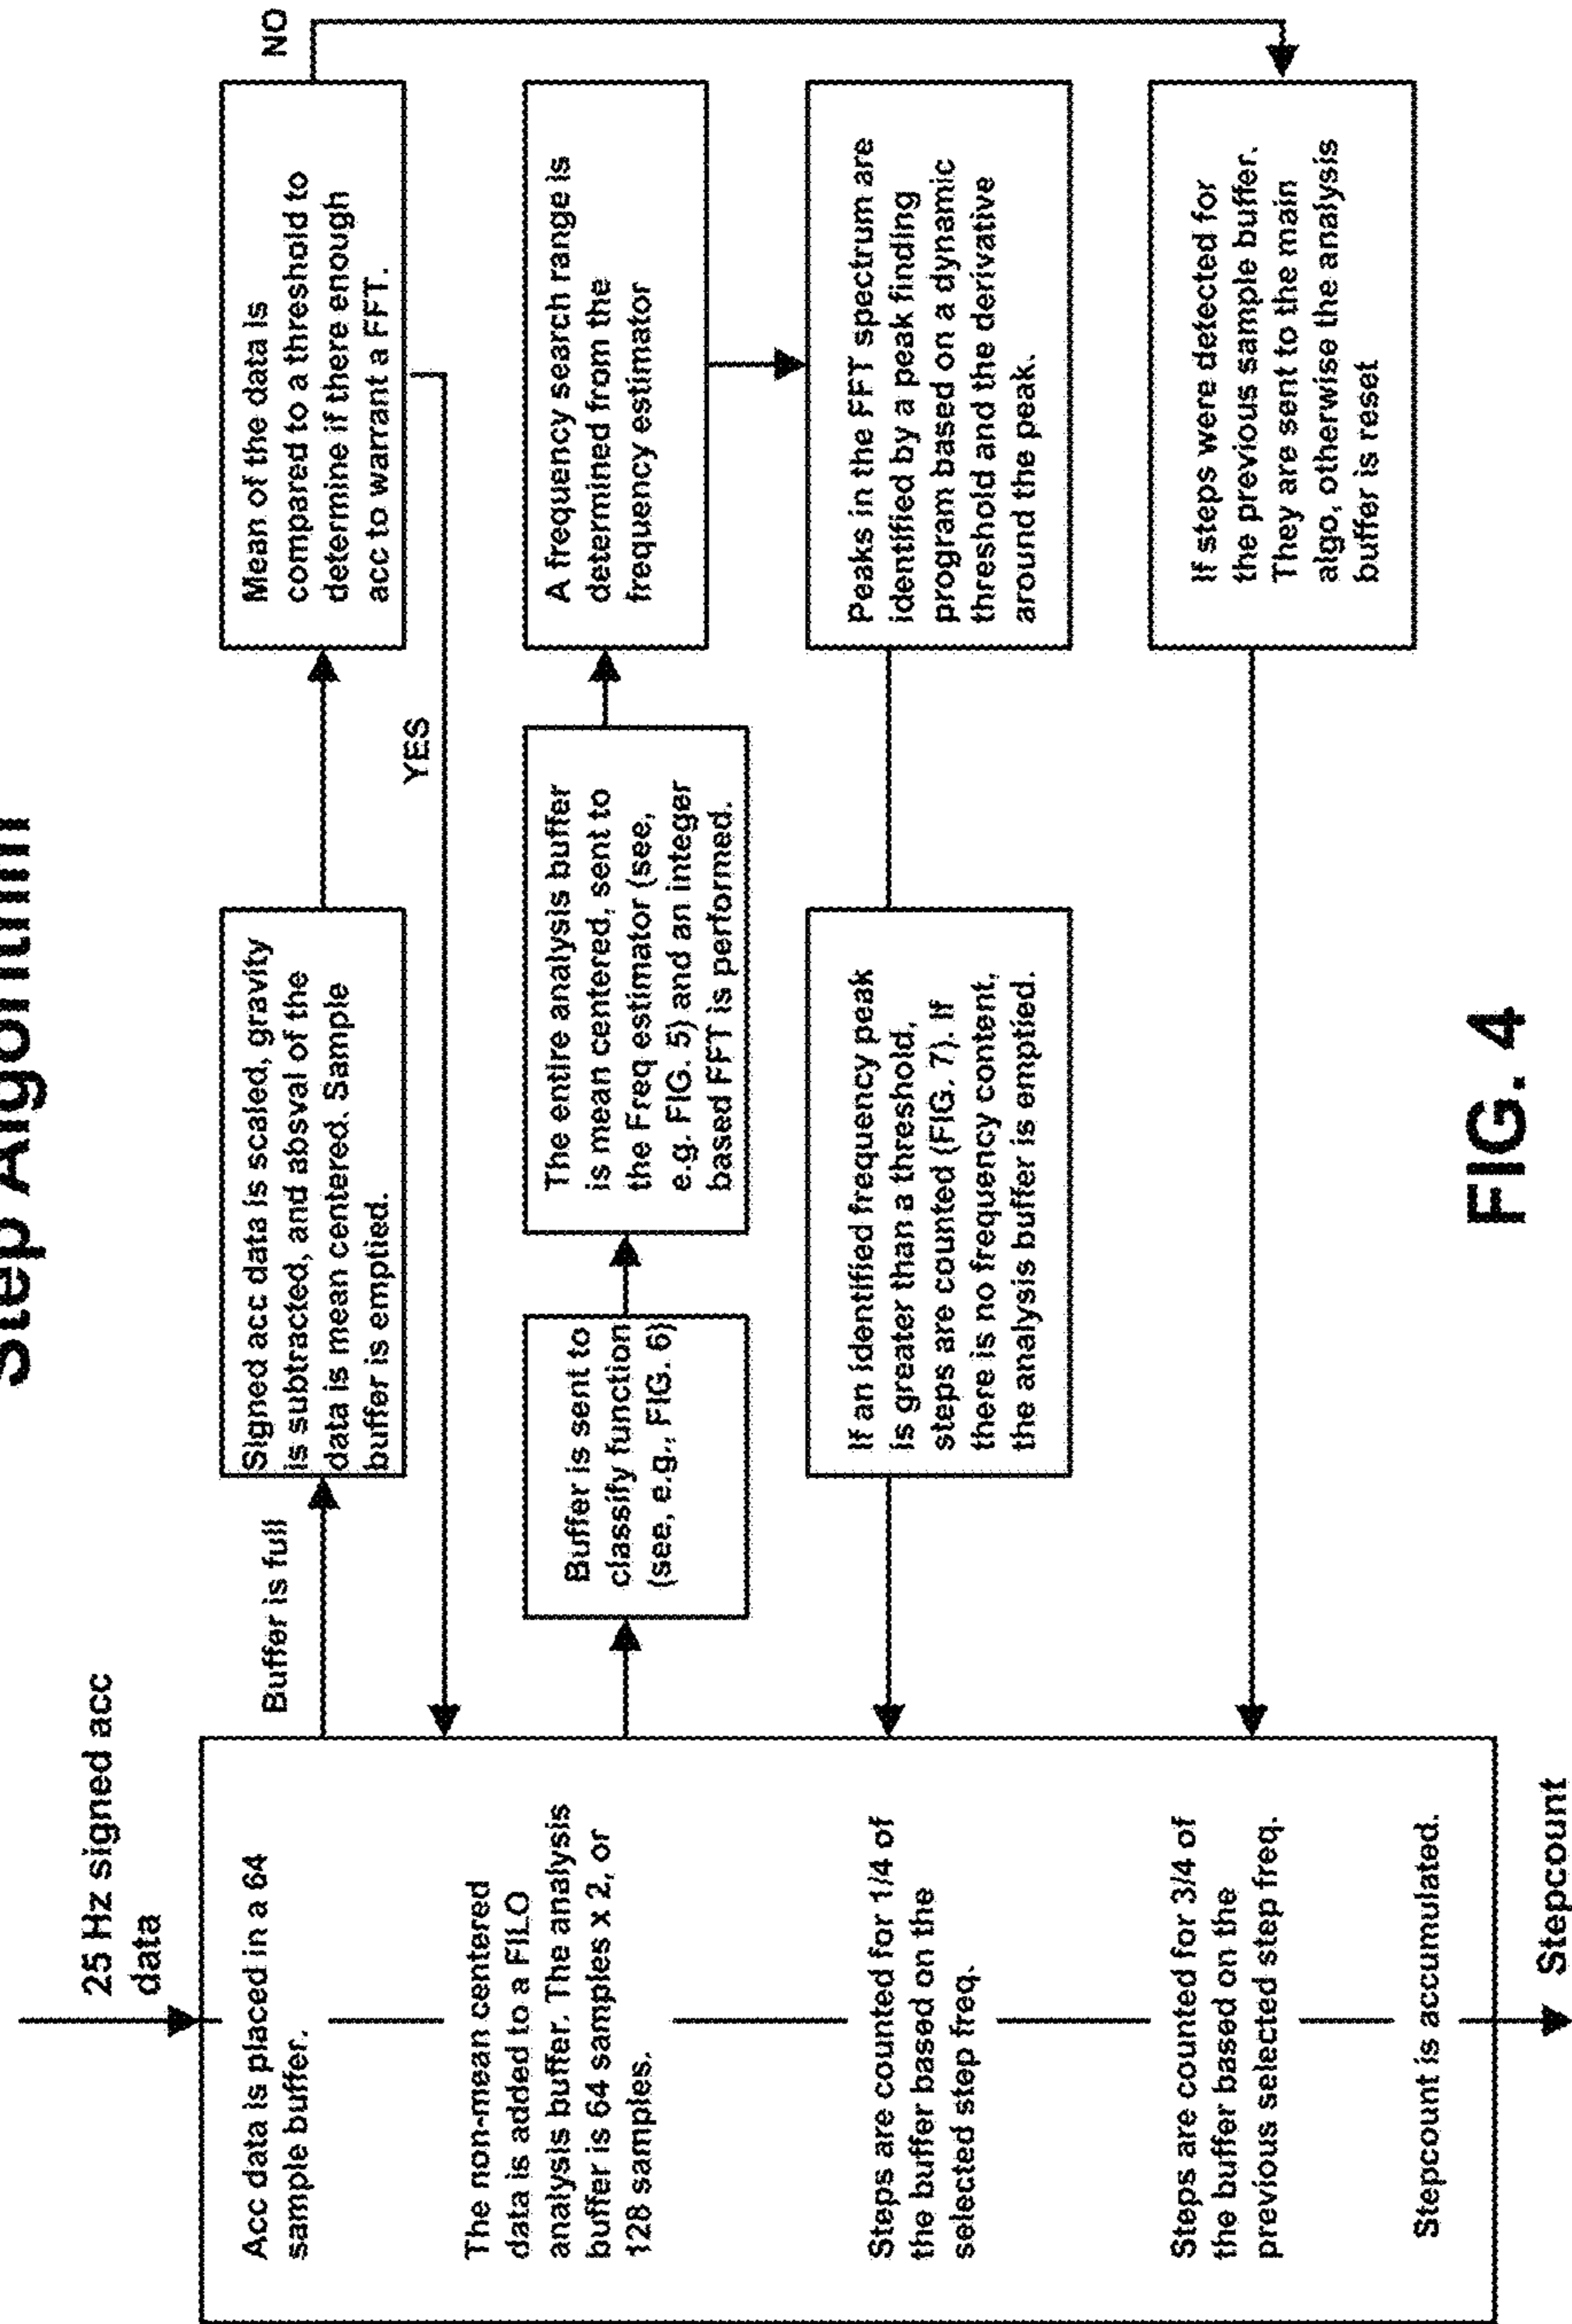 Step Algorithm
25 Hz signed acc
data
Acc data is placed in a 64
sample buffer.
The non-mean centered
data is added to a FILO
analysis buffer. The analysis
buffer is 64 samples x 2, or
128 samples.
Steps are counted for 1/4 of
the buffer based on the
selected step freq.
Steps are counted for 3/4 of
the buffer based on the
previous selected step freq.
Stepcount is accumulated.
Stepcount
Buffer is full
Signed acc data is scaled, gravity
is subtracted, and absval of the
data is mean centered. Sample
buffer is emptied.
Mean of the data is
compared to a threshold to
determine if there enough
acc to warrant a FFT.
NO
YES
Buffer is sent to
classify function
(see, e.g., FIG. 6)
The entire analysis buffer
is mean centered, sent to
the Freq estimator (see,
e.g. FIG. 5) and an integer
based FFT is performed.
A frequency search range is
determined from the
frequency estimator
If an identified frequency peak
is greater than a threshold,
steps are counted (FIG. 7). If
there is no frequency content,
the analysis buffer is emptied.
Peaks in the FFT spectrum are
identified by a peak finding
program based on a dynamic
threshold and the derivative
around the peak.
If steps were detected for
the previous sample buffer.
They are sent to the main
algo, otherwise the analysis
buffer is reset
FIG. 4